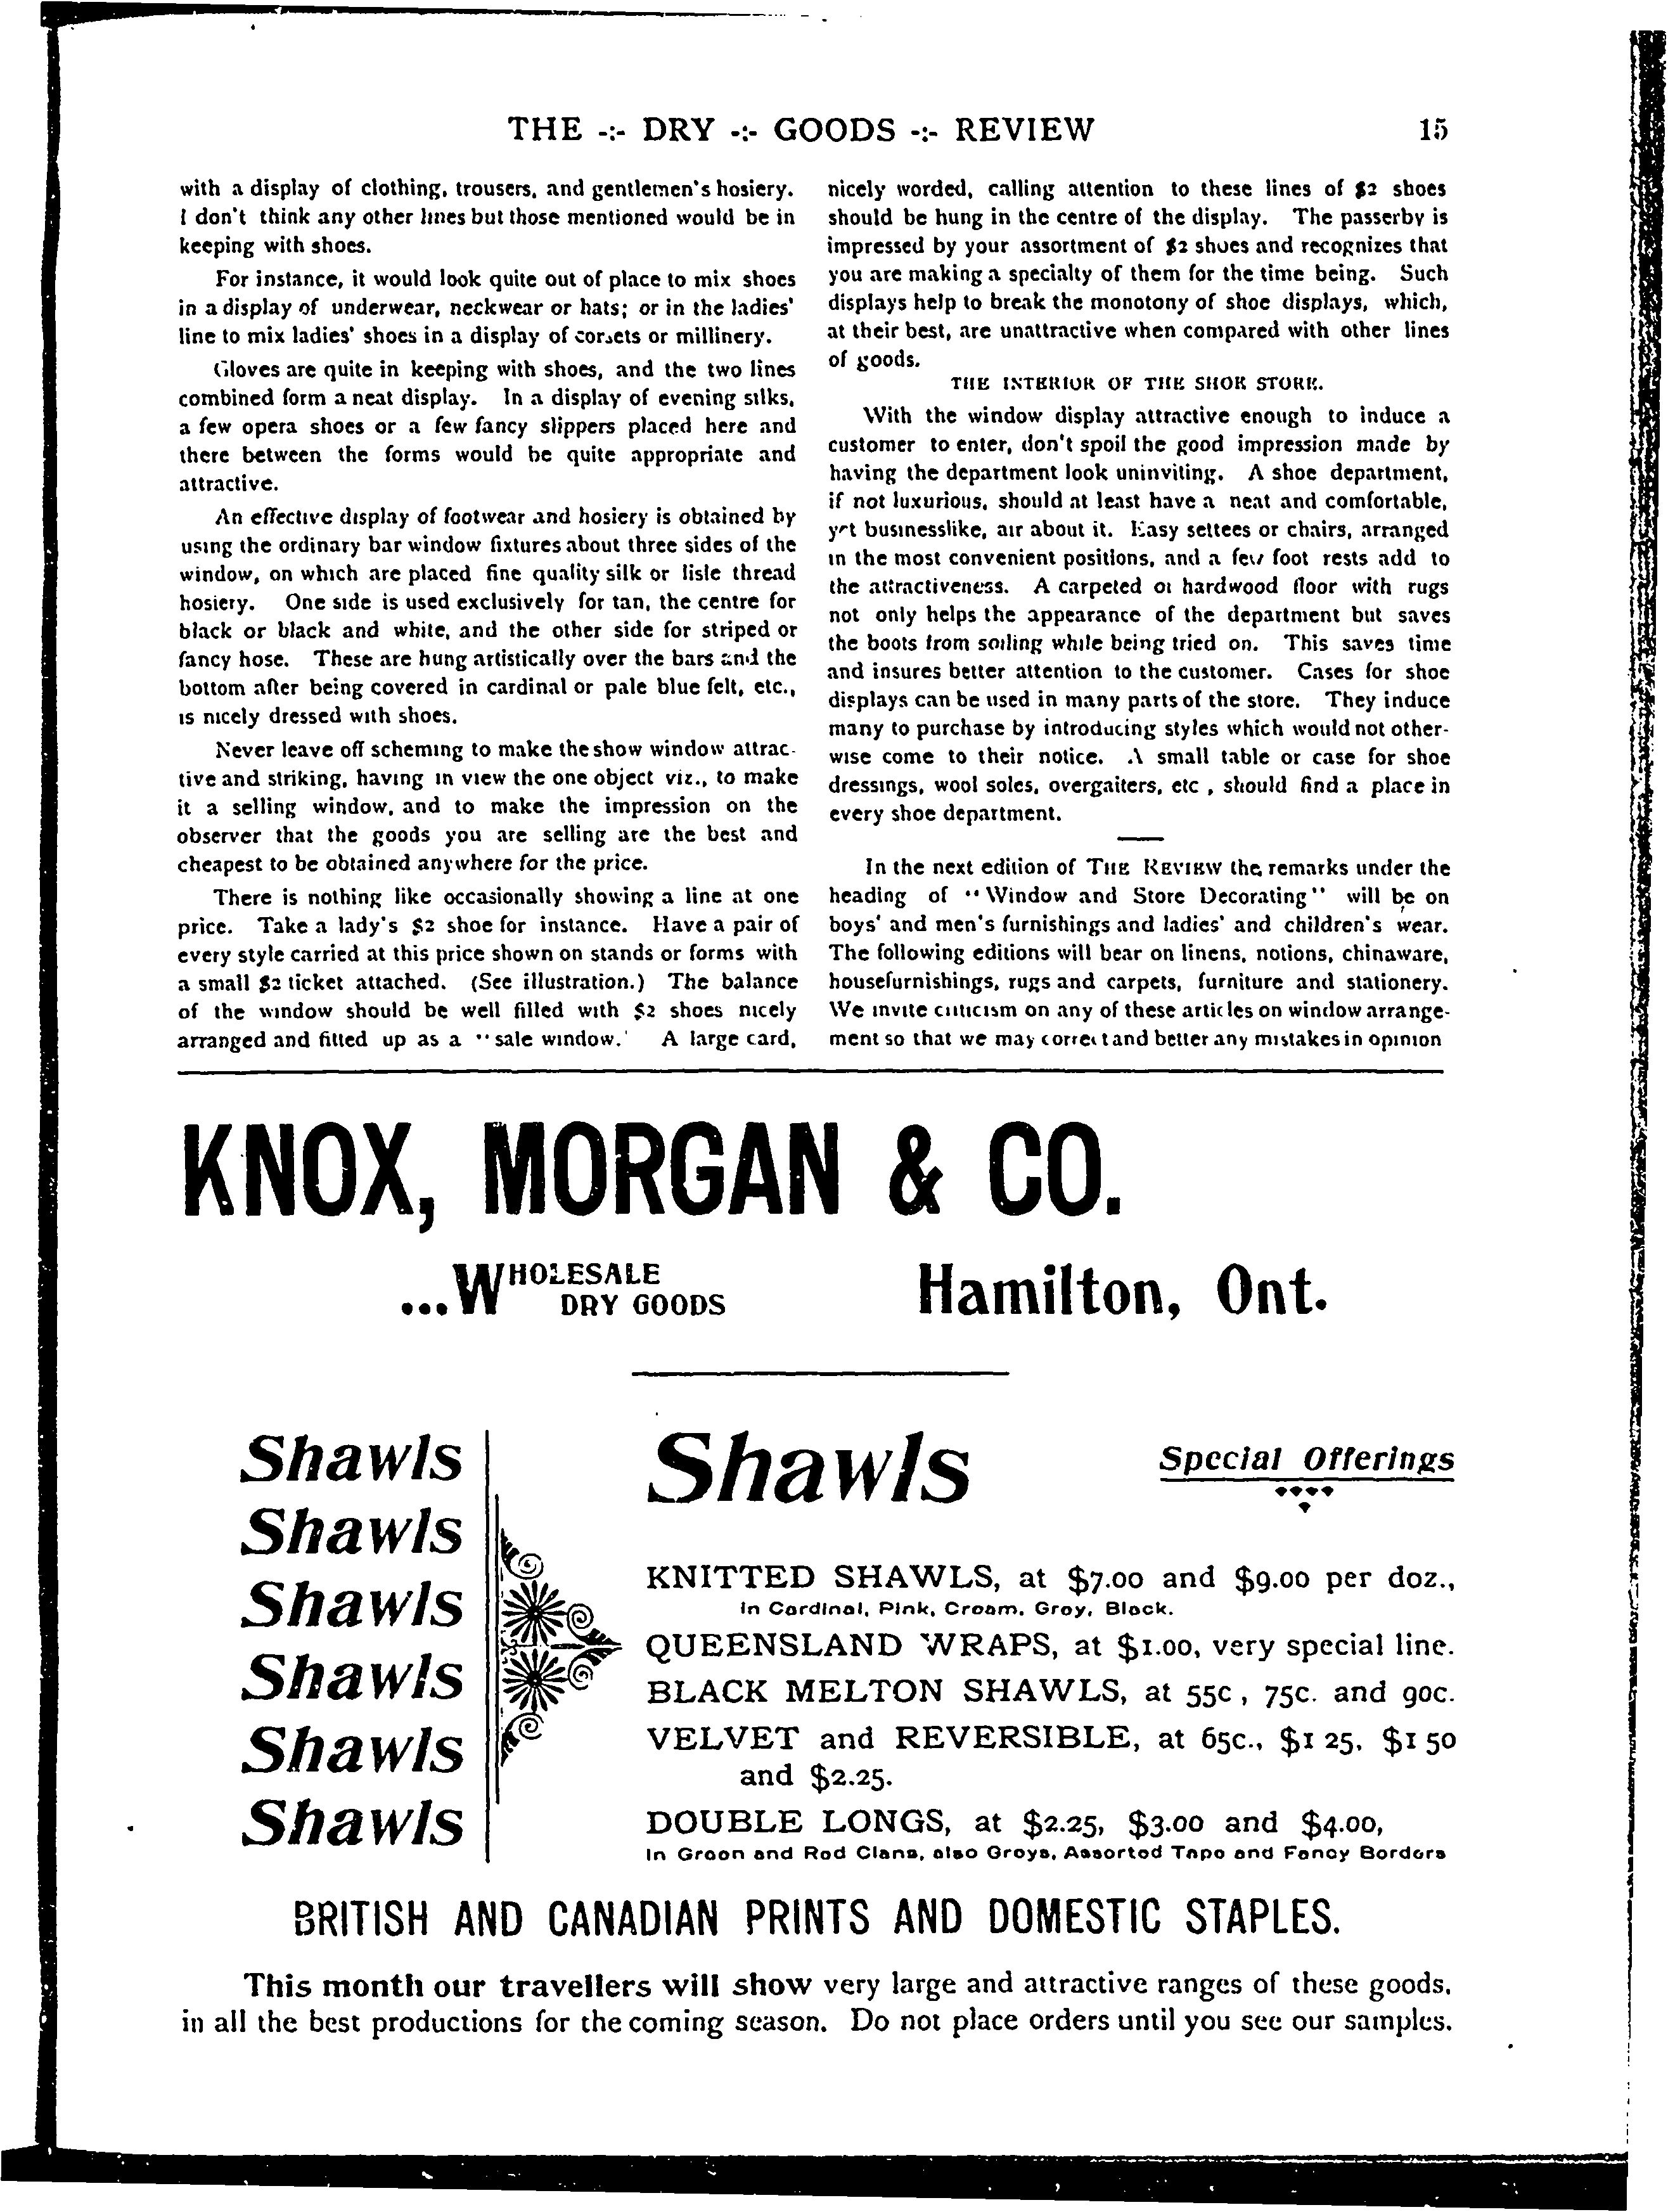 THE -:- DRY -:- GOODS -:- REVIEW 15
with a display of clothing, trousers, and gentlemen's hosiery.
I don't think any other lines but those mentioned would be in
keeping with shoes.
For instance, it would look quite out of place to mix shoes
in a display of underwear, neckwear or hats; or in the ladies'
line to mix ladies' shoes in a display of corsets or millinery.
Gloves are quite in keeping with shoes, and the two lines
combined form a neat display. In a display of evening silks,
a few opera shoes or a few fancy slippers placed here and
there between the forms would be quite appropriate and
attractive.
An effective display of footwear and hosiery is obtained by
using the ordinary bar window fixtures about three sides of the
window, on which are placed fine quality silk or lisle thread
hosiery. One side is used exclusively for tan, the centre for
black or black and white, and the other side for striped or
fancy hose. These are hung artistically over the bars and the
bottom after being covered in cardinal or pale blue felt, etc.,
is nicely dressed with shoes.
Never leave off scheming to make the show window attrac-
tive and striking, having in view the one object viz., to make
it a selling window, and to make the impression on the
observer that the goods you are selling are the best and
cheapest to be obtained anywhere for the price.
There is nothing like occasionally showing a line at one
price. Take a lady's $2 shoe for instance. Have a pair of
every style carried at this price shown on stands or forms with
a small $2 ticket attached. (See illustration.) The balance
of the window should be well filled with $2 shoes nicely
arranged and fitted up as a "sale window.' A large card,
nicely worded, calling attention to these lines of $2 shoes
should be hung in the centre of the display. The passerby is
impressed by your assortment of $2 shoes and recognizes that
you are making a specialty of them for the time being. Such
displays help to break the monotony of shoe displays, which,
at their best, are unattractive when compared with other lines
of goods.
THE INTERIOR OF THE SHOE STORE.
With the window display attractive enough to induce a
customer to enter, don't spoil the good impression made by
having the department look uninviting. A shoe department,
if not luxurious, should at least have a neat and comfortable,
yet businesslike, air about it. Easy settees or chairs, arranged
in the most convenient positions, and a few foot rests add to
the attractiveness. A carpeted or hardwood floor with rugs
not only helps the appearance of the department but saves
the boots from soiling while being tried on. This saves time
and insures better attention to the customer. Cases for shoe
displays can be used in many parts of the store. They induce
many to purchase by introducing styles which would not other-
wise come to their notice. A small table or case for shoe
dressings, wool soles, overgaiters, etc , should find a place in
every shoe department.
In the next edition of THE REVIEW the remarks under the
heading of "Window and Store Decorating" will be on
boys' and men's furnishings and ladies' and children's wear.
The following editions will bear on linens, notions, chinaware,
housefurnishings, rugs and carpets, furniture and stationery.
We invite criticism on any of these articles on window arrange-
ment so that we may correct and better any mistakes in opinion
KNOX, MORGAN & CO.
...WHOLESALE
DRY GOODS
Hamilton, Ont.
Shawls
Shawls
Shawls
Shawls
Shawls
Shawls
Shawls
Special Offerings
KNITTED SHAWLS, at $7.00 and $9.00 per doz.,
In Cardinal, Pink, Cream, Grey, Black.
QUEENSLAND WRAPS, at $1.00, very special line.
BLACK MELTON SHAWLS, at 55c , 75c. and 90c.
VELVET and REVERSIBLE, at 65c., $1 25, $1 50
and $2.25.
DOUBLE LONGS, at $2.25, $3.00 and $4.00,
In Green and Red Clans, also Greys, Assorted Tape and Fancy Borders
BRITISH AND CANADIAN PRINTS AND DOMESTIC STAPLES.
This month our travellers will show very large and attractive ranges of these goods,
in all the best productions for the coming season. Do not place orders until you see our samples.